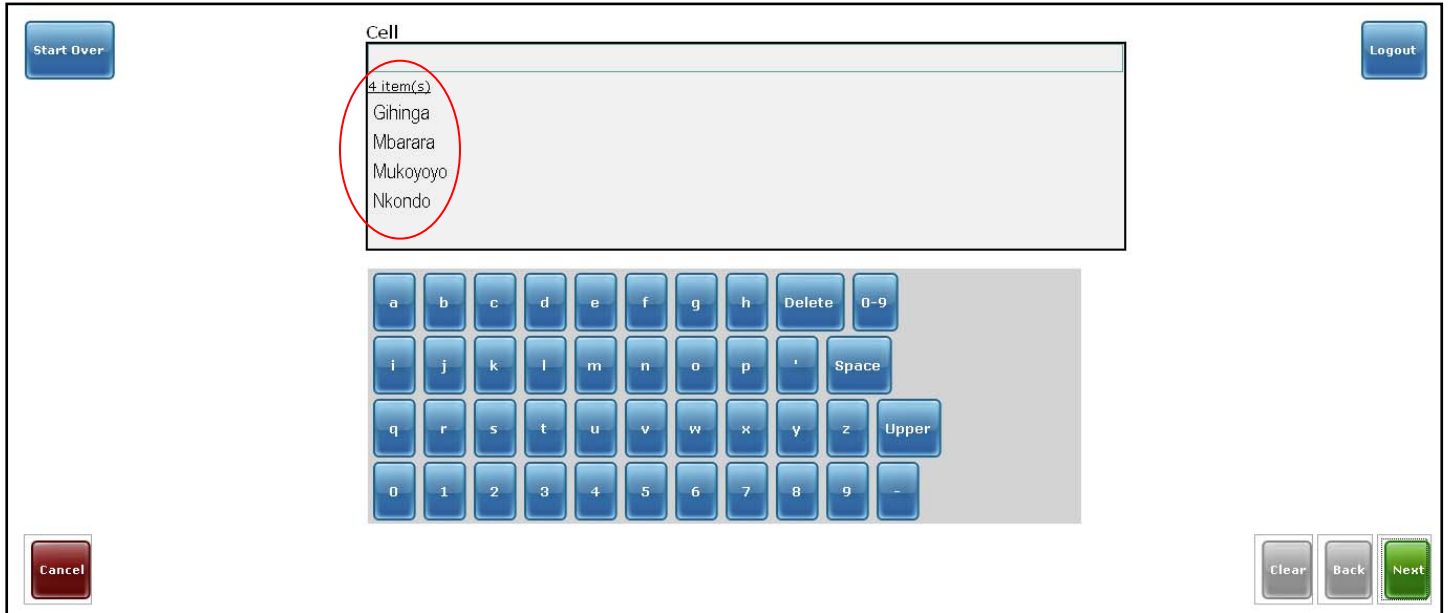 Start Over
Cell
Logout
4 item(s)
Gihinga
Mbarara
Mukoyoyo
Nkondo
a b c d e f g h Delete 0-9
i j k l m n o p ' Space
q r s t u v w x y z Upper
0 1 2 3 4 5 6 7 8 9 -
Cancel
Clear Back Next